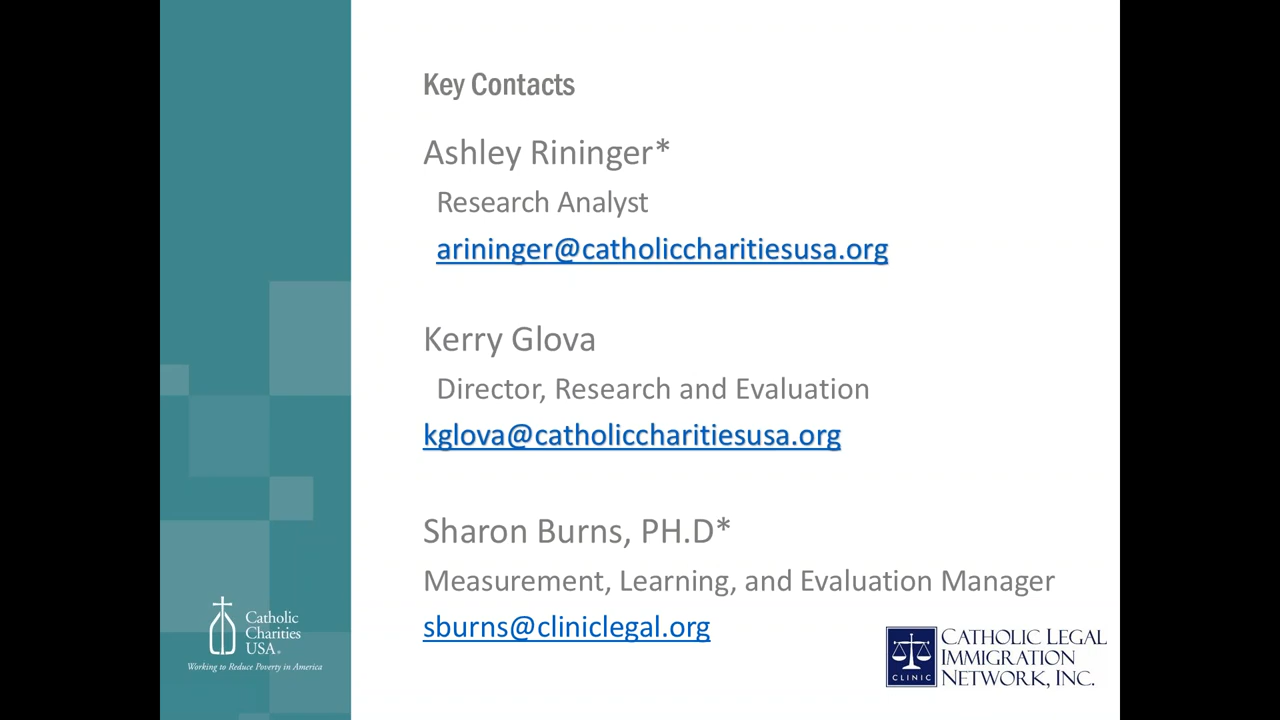 Key Contacts
Ashley Rininger*
Research Analyst
arininger@catholiccharitiesusa.org
Kerry Glova
Director, Research and Evaluation
kglova@catholiccharitiesusa.org
Sharon Burns, PH.D*
Measurement, Learning, and Evaluation Manager
sburns@cliniclegal.org
Catholic
Charities
USA®
Working to Reduce Poverty in America
CLINIC
CATHOLIC LEGAL
IMMIGRATION
NETWORK, INC.